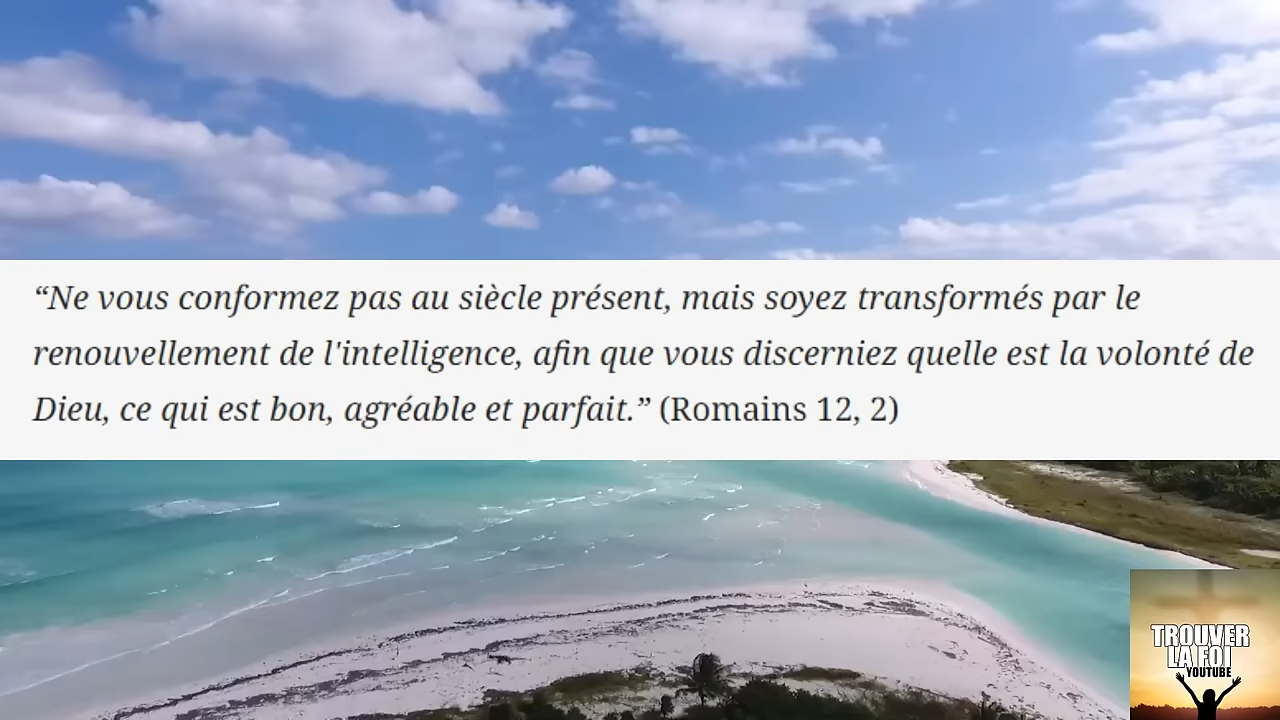 “Ne vous conformez pas au siècle présent, mais soyez transformés par le
renouvellement de l'intelligence, afin que vous discerniez quelle est la volonté de
Dieu, ce qui est bon, agréable et parfait.” (Romains 12, 2)
TROUVER
LA FOI
YOUTUBE